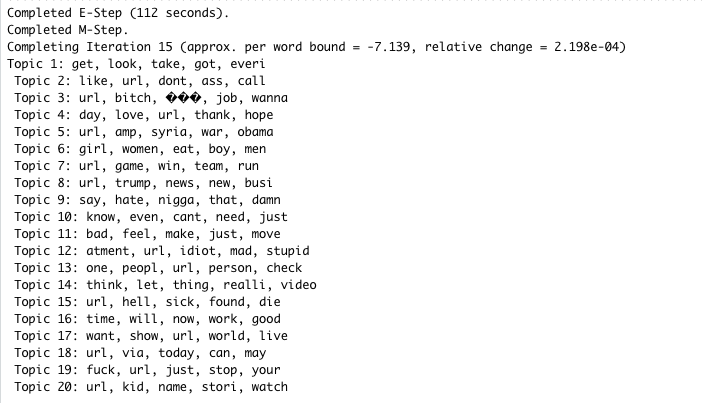 Completed E-Step (112 seconds).
Completed M-Step.
Completing Iteration 15 (approx. per word bound = -7.139, relative change = 2.198e-04)
Topic 1: get, look, take, got, everi
Topic 2: like, url, dont, ass, call
Topic 3: url, bitch, ���, job, wanna
Topic 4: day, love, url, thank, hope
Topic 5: url, amp, syria, war, obama
Topic 6: girl, women, eat, boy, men
Topic 7: url, game, win, team, run
Topic 8: url, trump, news, new, busi
Topic 9: say, hate, nigga, that, damn
Topic 10: know, even, cant, need, just
Topic 11: bad, feel, make, just, move
Topic 12: atment, url, idiot, mad, stupid
Topic 13: one, peopl, url, person, check
Topic 14: think, let, thing, realli, video
Topic 15: url, hell, sick, found, die
Topic 16: time, will, now, work, good
Topic 17: want, show, url, world, live
Topic 18: url, via, today, can, may
Topic 19: fuck, url, just, stop, your
Topic 20: url, kid, name, stori, watch